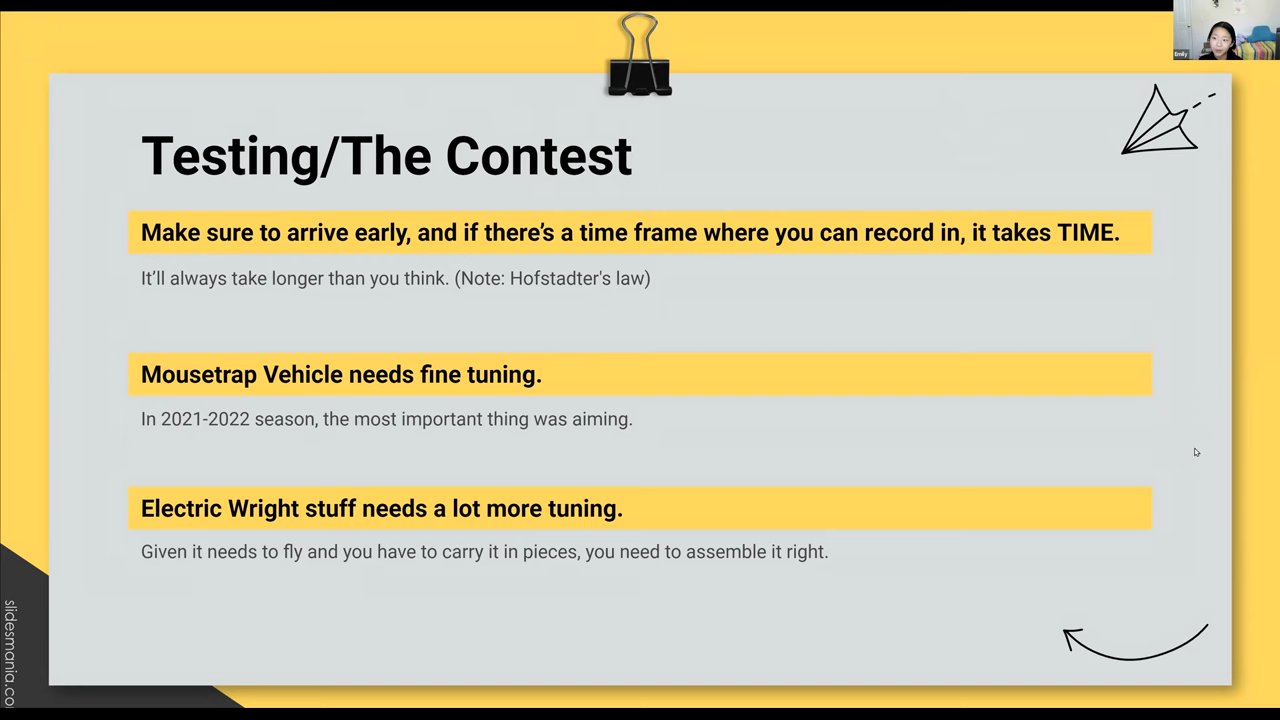 Emily
Testing/The Contest
Make sure to arrive early, and if there's a time frame where you can record in, it takes TIME.
It'll always take longer than you think. (Note: Hofstadter's law)
Mousetrap Vehicle needs fine tuning.
In 2021-2022 season, the most important thing was aiming.
Electric Wright stuff needs a lot more tuning.
Given it needs to fly and you have to carry it in pieces, you need to assemble it right.
slidesmania.co